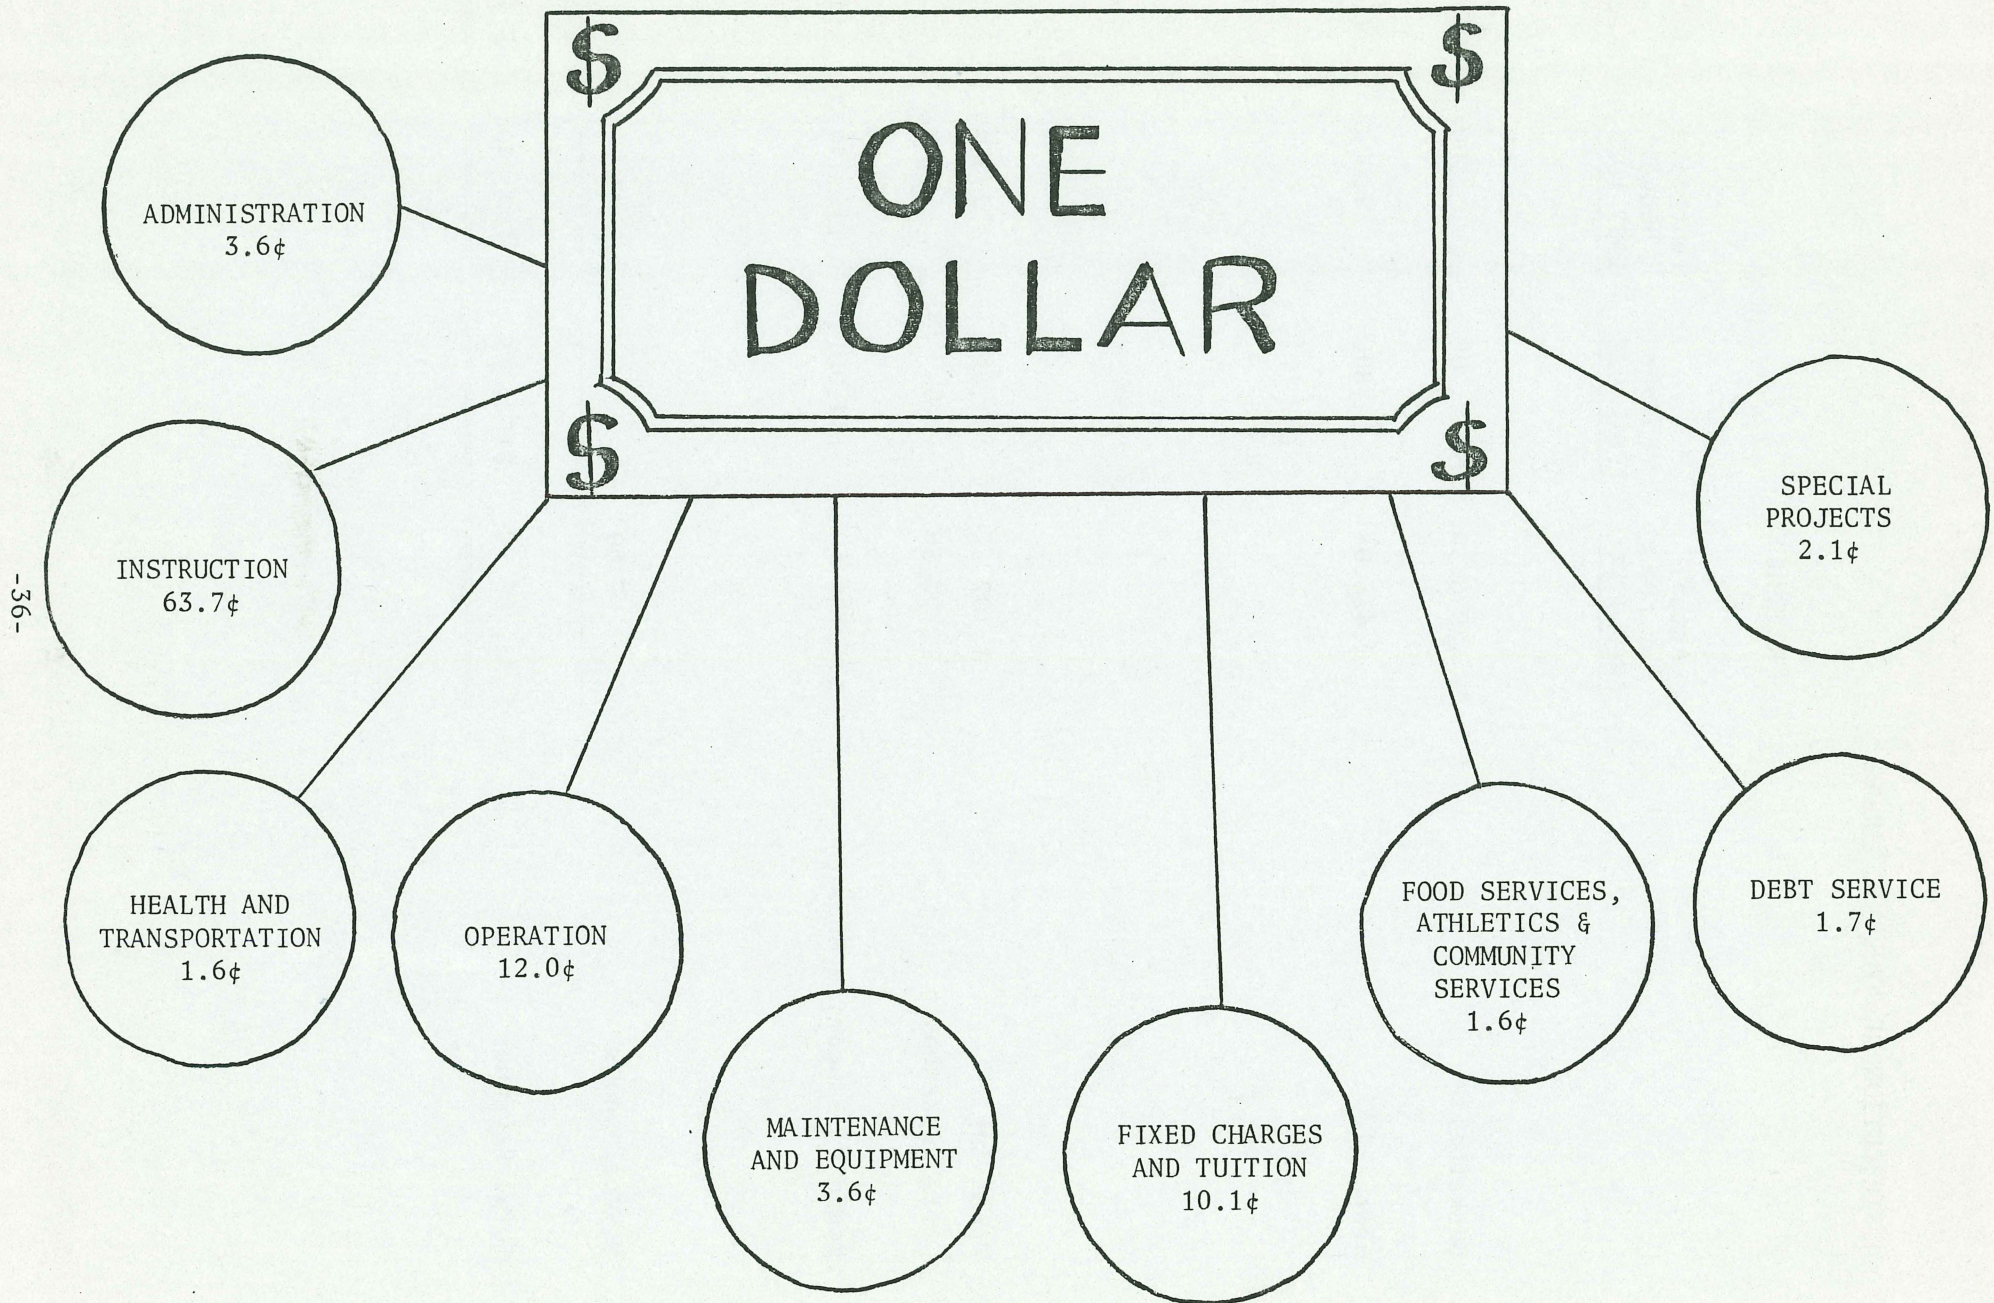 $ $
ONE
DOLLAR
$ $
ADMINISTRATION
3.6¢
INSTRUCTION
63.7¢
HEALTH AND
TRANSPORTATION
1.6¢
OPERATION
12.0¢
MAINTENANCE
AND EQUIPMENT
3.6¢
FIXED CHARGES
AND TUITION
10.1¢
FOOD SERVICES,
ATHLETICS &
COMMUNITY
SERVICES
1.6¢
DEBT SERVICE
1.7¢
SPECIAL
PROJECTS
2.1¢
-36-